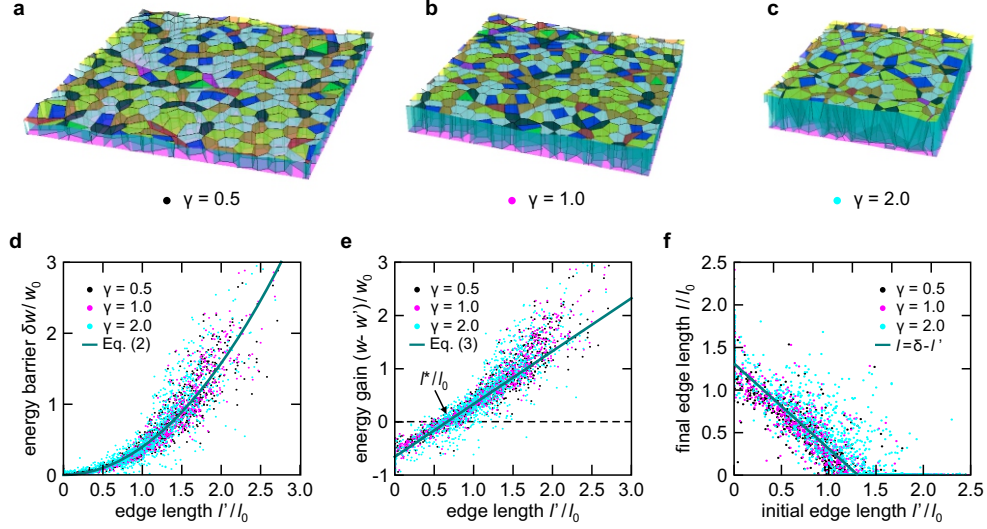 a
b
c
γ = 0.5
γ = 1.0
γ = 2.0
d
energy barrier δw/w₀
3
2
1
0
γ = 0.5
γ = 1.0
γ = 2.0
Eq. (2)
0 0.5 1.0 1.5 2.0 2.5 3.0
edge length l'/l₀
e
energy gain (w- w')/w₀
3
2
1
0
-1
γ = 0.5
γ = 1.0
γ = 2.0
Eq. (3)
l*/l₀
0 0.5 1.0 1.5 2.0 2.5 3.0
edge length l'/l₀
f
final edge length l/l₀
2.5
2.0
1.5
1.0
0.5
0
γ = 0.5
γ = 1.0
γ = 2.0
l=δ-l'
0 0.5 1.0 1.5 2.0 2.5
initial edge length l'/l₀